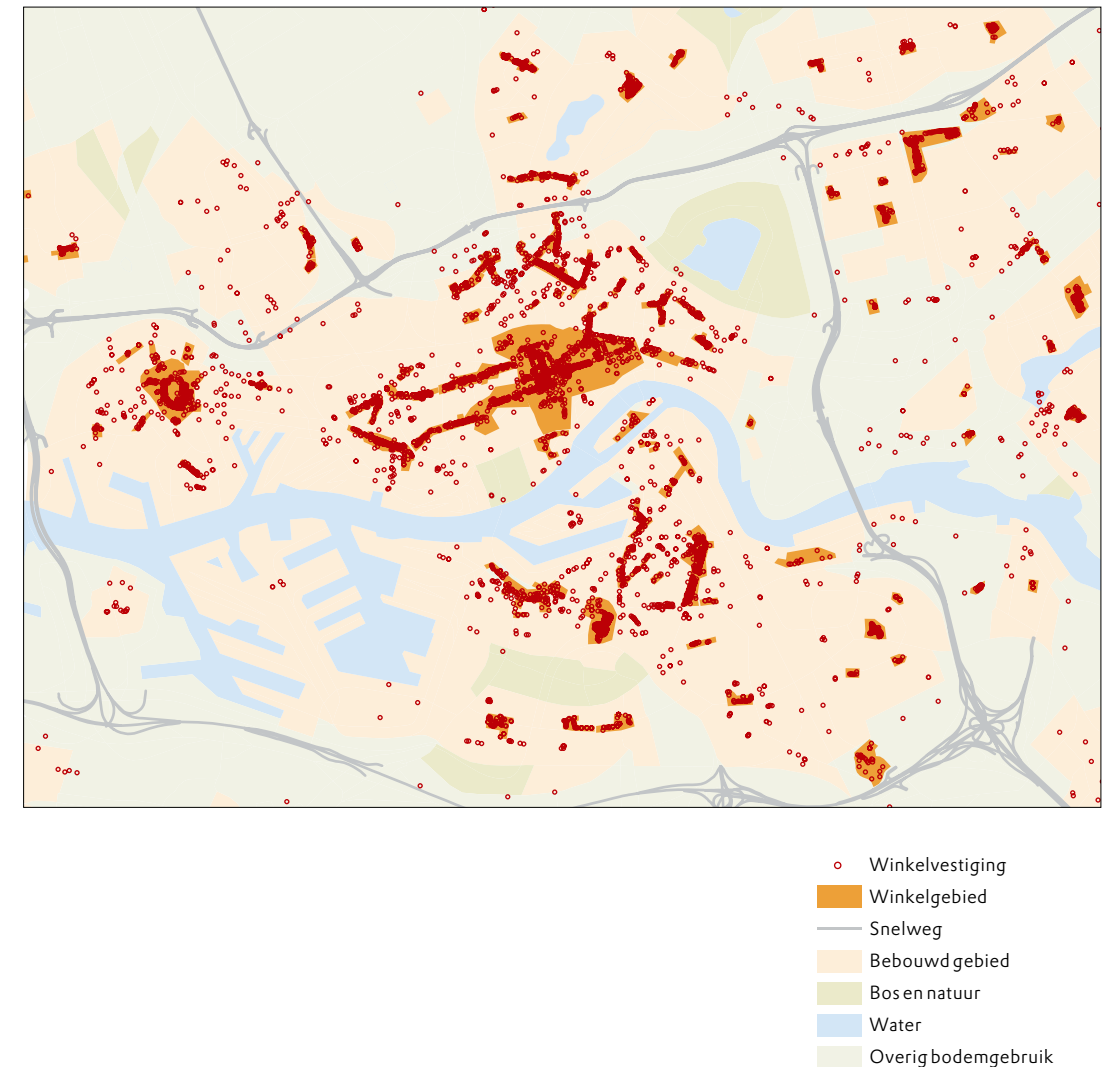 Winkelvestiging
Winkelgebied
Snelweg
Bebouwd gebied
Bos en natuur
Water
Overig bodemgebruik